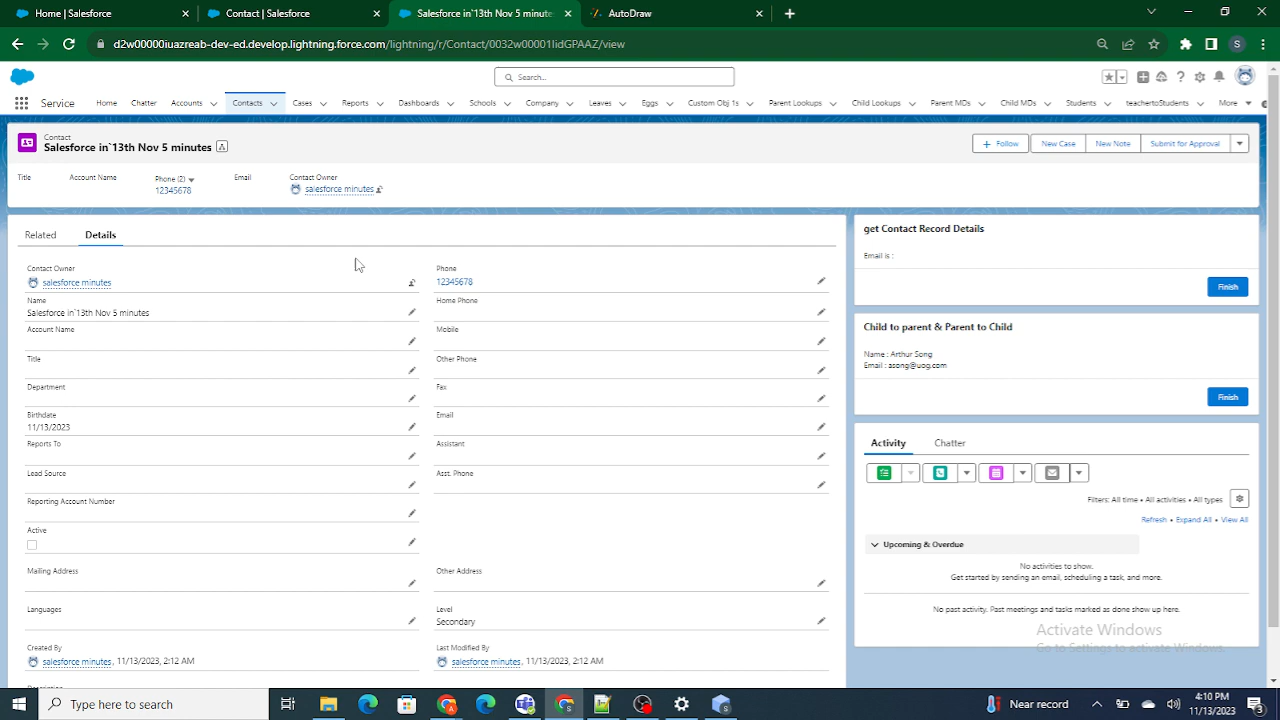 Home | Salesforce
Contact | Salesforce
Salesforce in`13th Nov 5 minute
AutoDraw
d2w00000iuazreab-dev-ed.develop.lightning.force.com/lightning/r/Contact/0032w00001IidGPAAZ/view
S
Search...
Service
Home Chatter Accounts Contacts Cases Reports Dashboards Schools Company Leaves Eggs Custom Obj 1s Parent Lookups Child Lookups Parent MDs Child MDs Students teachertoStudents More
Contact
Salesforce in`13th Nov 5 minutes
Follow New Case New Note Submit for Approval
Title Account Name Phone (2) Email Contact Owner
12345678 salesforce minutes
Related Details
Contact Owner
salesforce minutes
Phone
12345678
Name
Salesforce in`13th Nov 5 minutes
Home Phone
Account Name
Mobile
Title
Other Phone
Department
Fax
Birthdate
11/13/2023
Email
Reports To
Assistant
Lead Source
Asst. Phone
Reporting Account Number
Active
Mailing Address
Other Address
Languages
Level
Secondary
Created By
salesforce minutes, 11/13/2023, 2:12 AM
Last Modified By
salesforce minutes, 11/13/2023, 2:12 AM
Description
get Contact Record Details
Email is :
Finish
Child to parent & Parent to Child
Name : Arthur Song
Email : asong@uog.com
Finish
Activity Chatter
Filters: All time • All activities • All types
Refresh • Expand All • View All
Upcoming & Overdue
No activities to show.
Get started by sending an email, scheduling a task, and more.
No past activity. Past meetings and tasks marked as done show up here.
Activate Windows
Go to Settings to activate Windows.
Type here to search
Near record
4:10 PM
11/13/2023
3